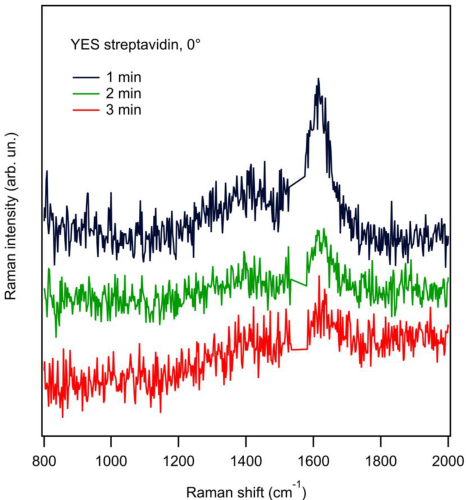 YES streptavidin, 0°
1 min
2 min
3 min
Raman intensity (arb. un.)
800 1000 1200 1400 1600 1800 2000
Raman shift (cm⁻¹)